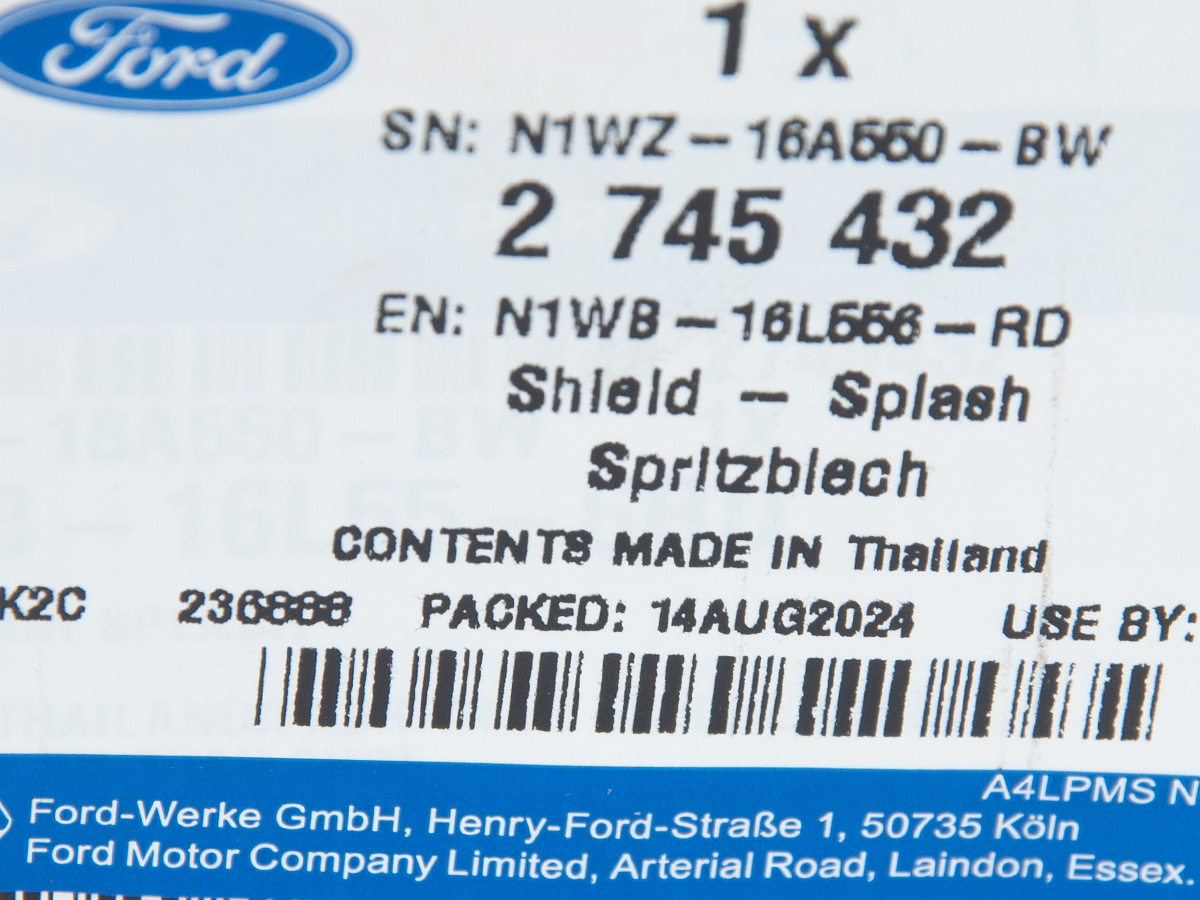 Ford
1 x
SN: N1WZ - 16A550 - BW
2 745 432
EN: N1WB - 16L556 - RD
Shield - Splash
Spritzblech
CONTENTS MADE IN Thailand
K2C 236888 PACKED: 14AUG2024 USE BY:
A4LPMS N
Ford-Werke GmbH, Henry-Ford-Straße 1, 50735 Köln
Ford Motor Company Limited, Arterial Road, Laindon, Essex.